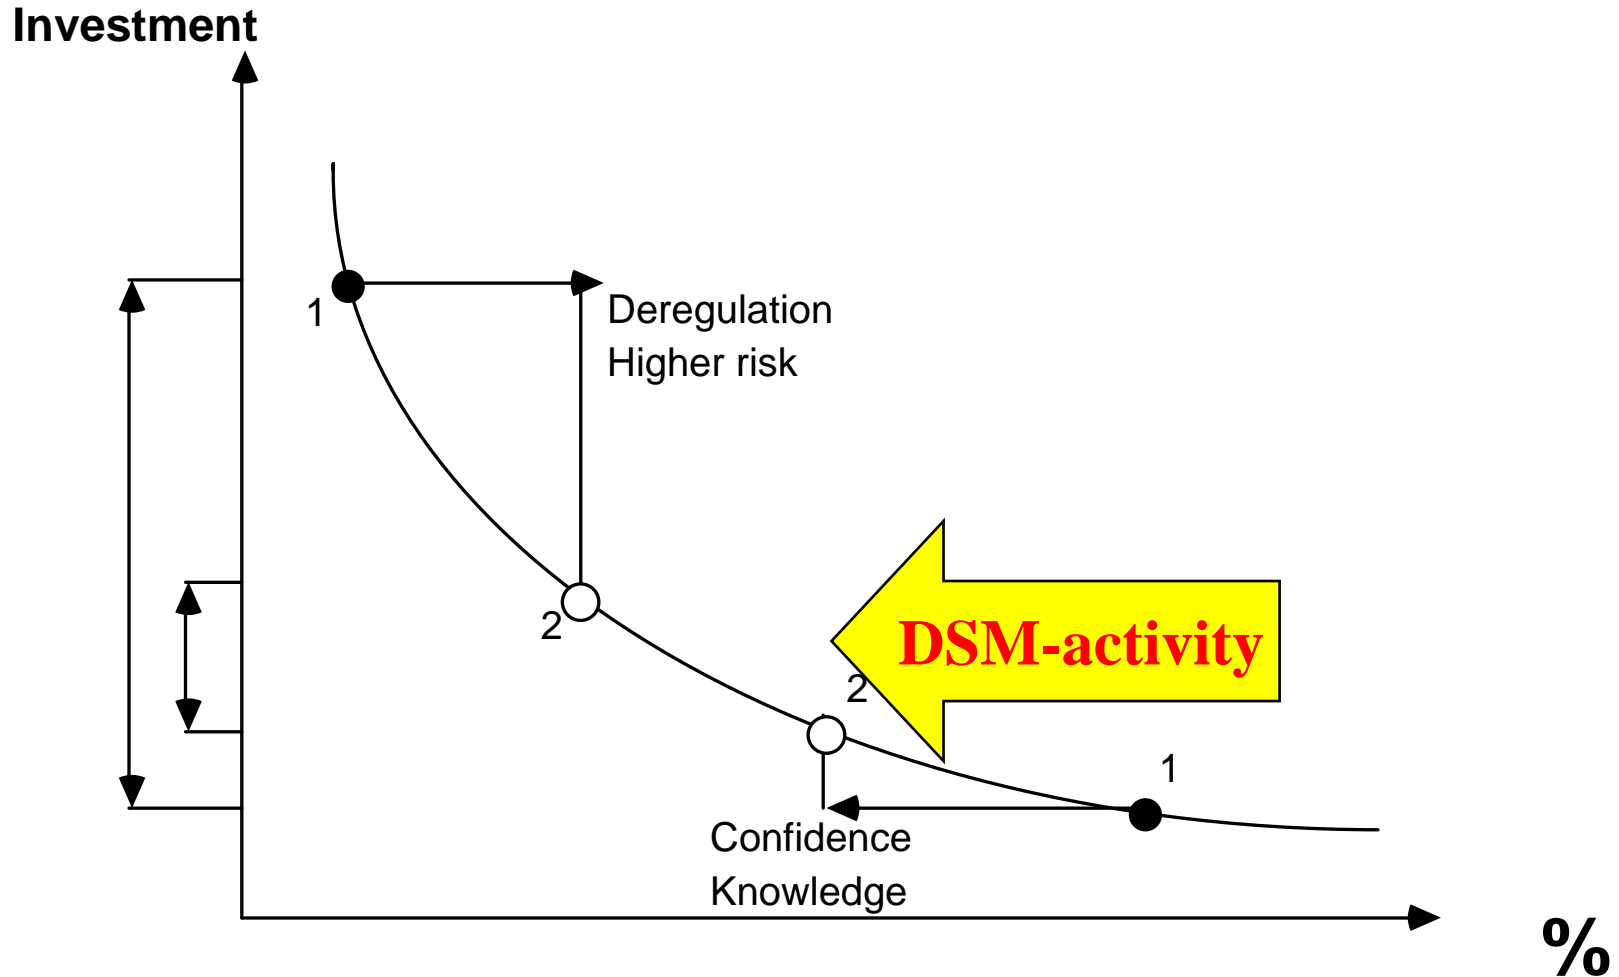 Investment
1
Deregulation
Higher risk
2
DSM-activity
2
1
Confidence
Knowledge
%